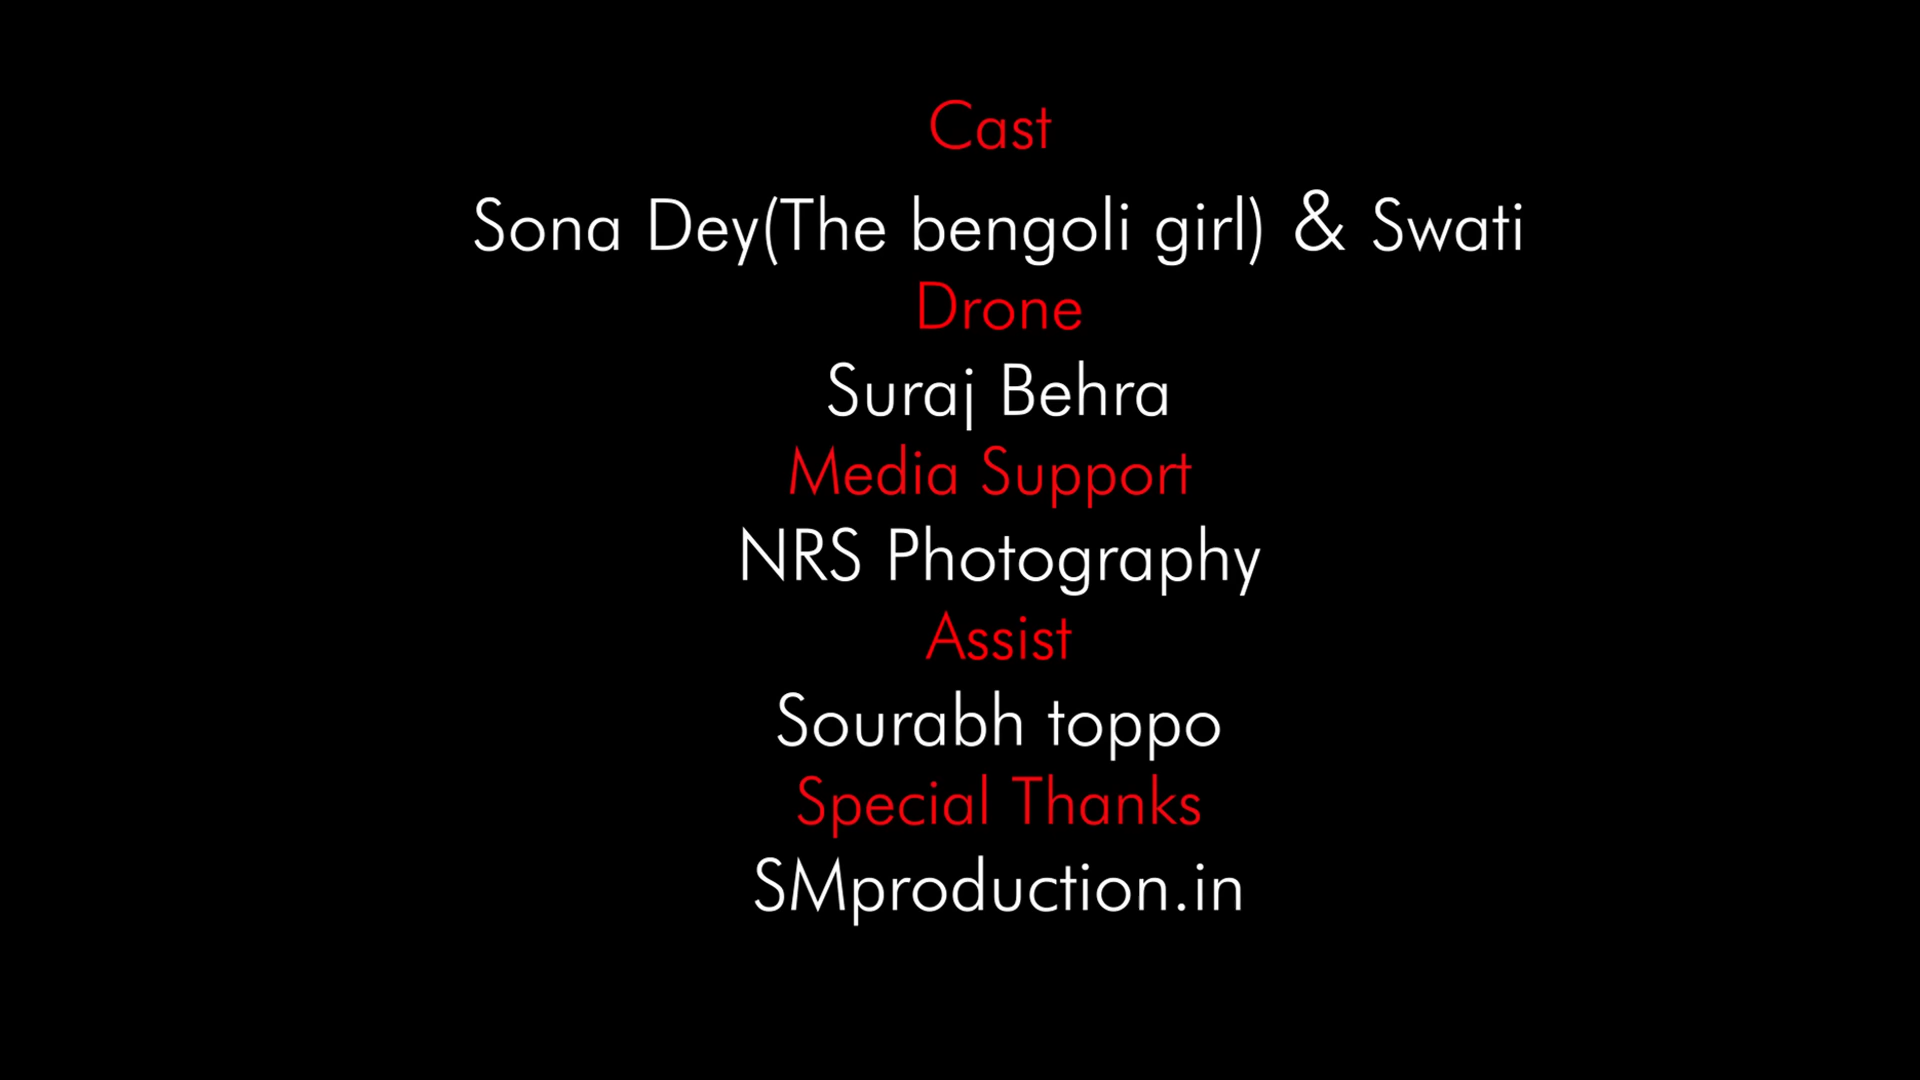 Cast
Sona Dey(The bengoli girl) & Swati
Drone
Suraj Behra
Media Support
NRS Photography
Assist
Sourabh toppo
Special Thanks
SMproduction.in